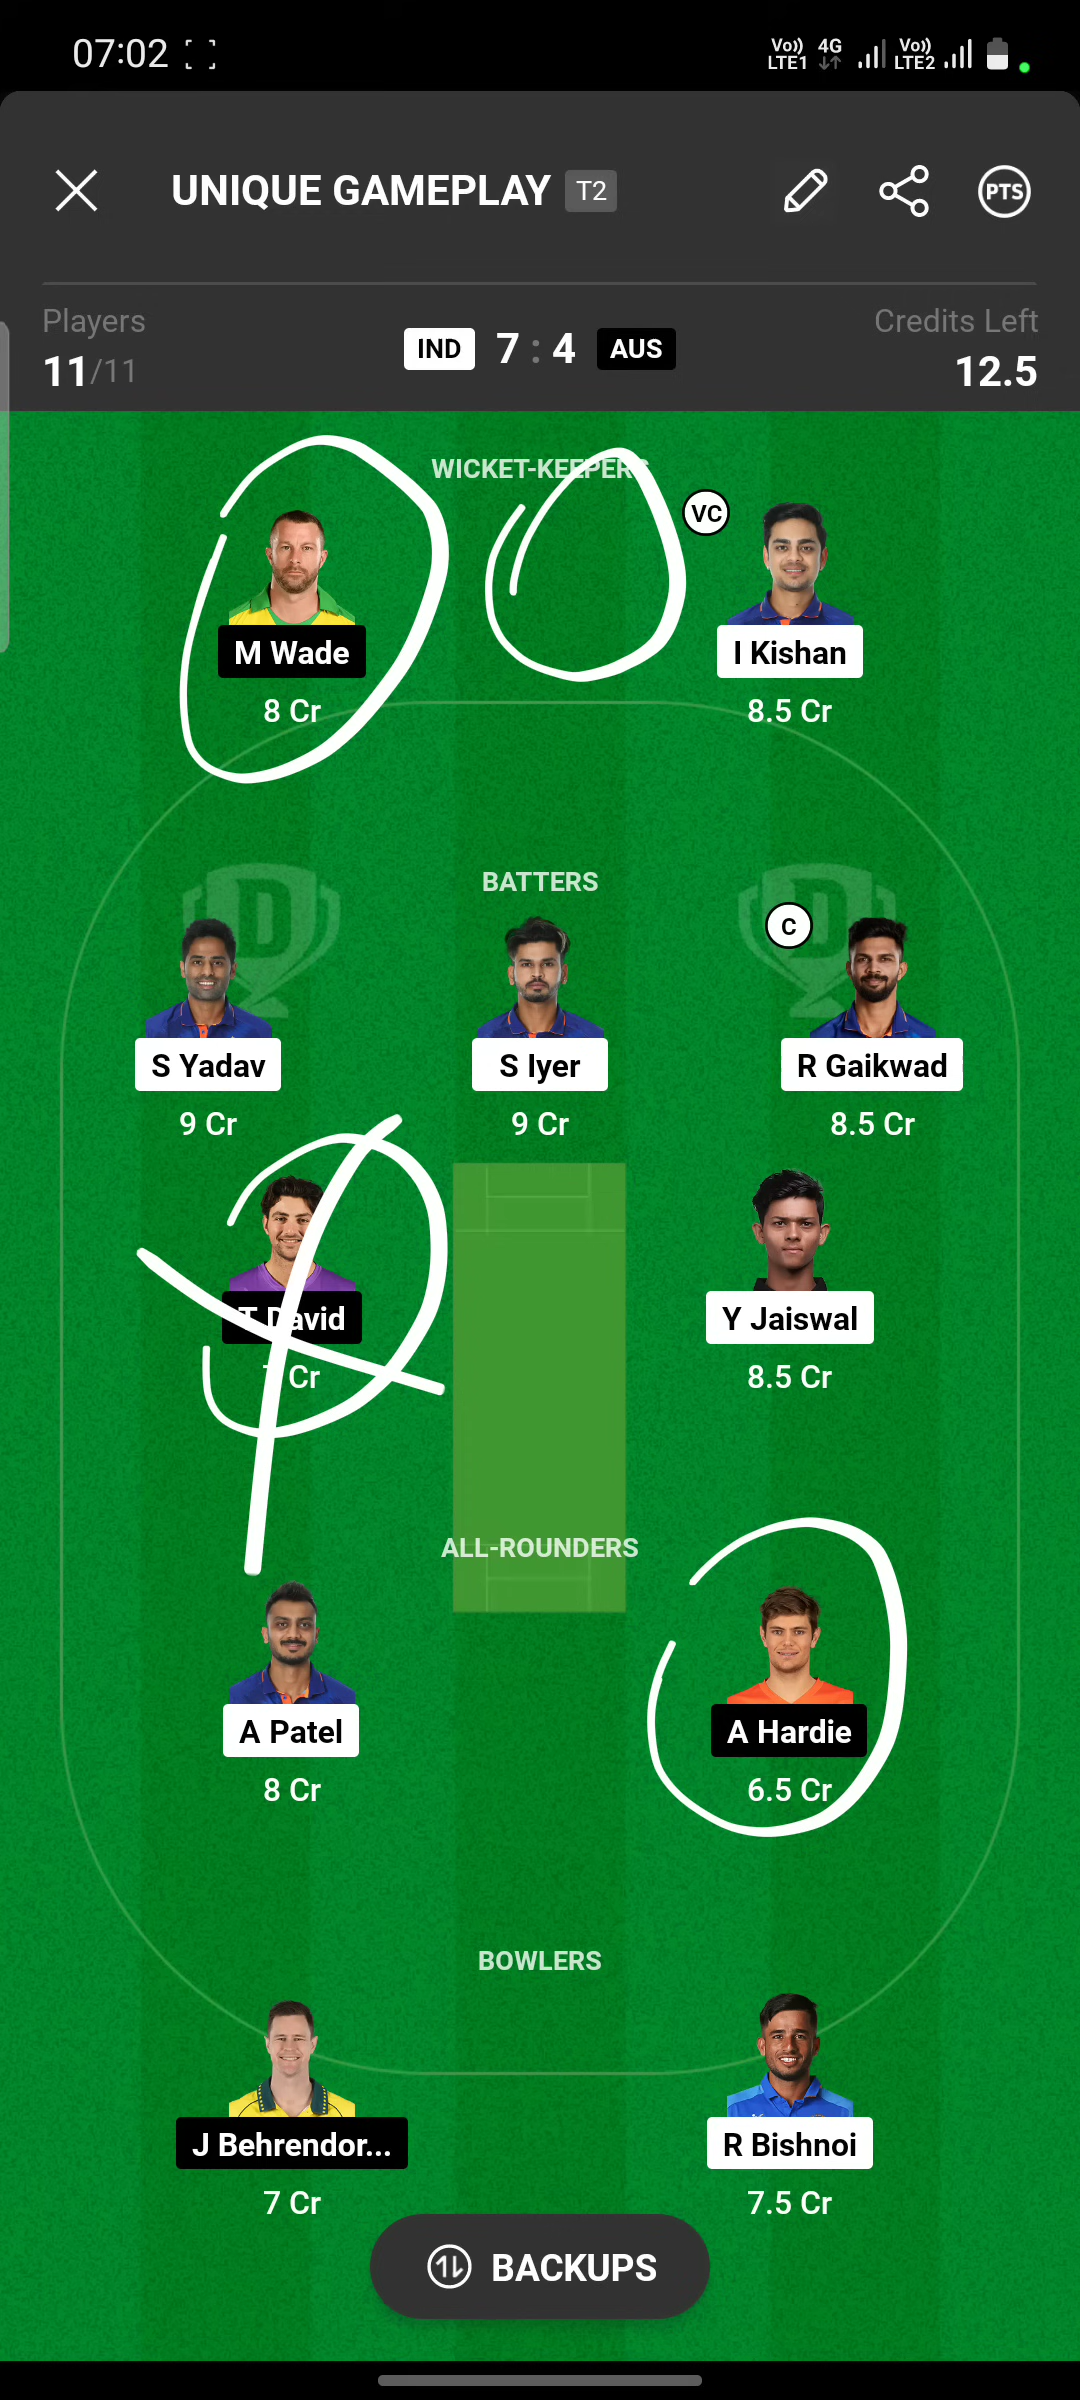 07:02 Vo)) LTE1 4G Vo)) LTE2
UNIQUE GAMEPLAY T2 PTS
Players Credits Left
11/11 IND 7 : 4 AUS 12.5
WICKET-KEEPERS
VC
M Wade I Kishan
8 Cr 8.5 Cr
D D
BATTERS
C
S Yadav S Iyer R Gaikwad
9 Cr 9 Cr 8.5 Cr
T David Y Jaiswal
Cr 8.5 Cr
ALL-ROUNDERS
A Patel A Hardie
8 Cr 6.5 Cr
BOWLERS
J Behrendor... R Bishnoi
7 Cr 7.5 Cr
BACKUPS